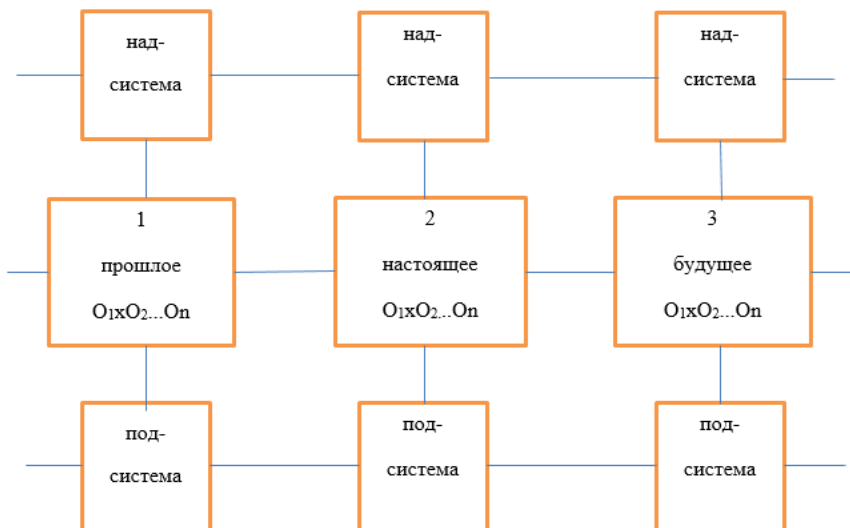 над-
система
над-
система
над-
система
1
прошлое
O₁xO₂...On
2
настоящее
O₁xO₂...On
3
будущее
O₁xO₂...On
под-
система
под-
система
под-
система